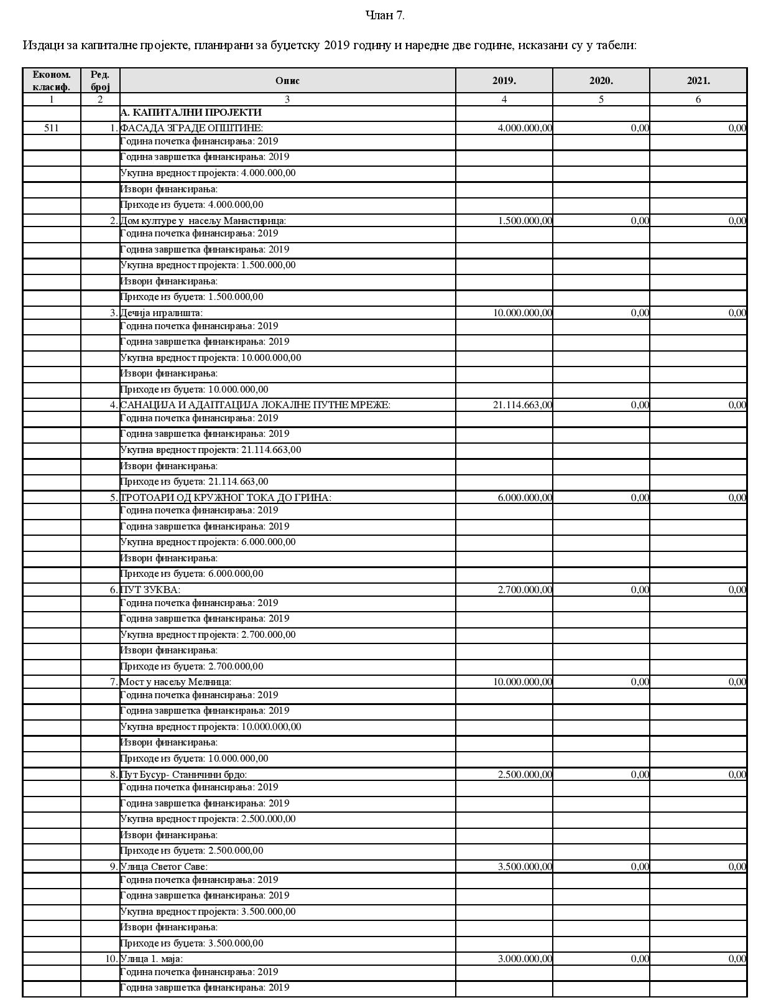 Члан 7.
Издаци за капиталне пројекте, планирани за буџетску 2019 годину и наредне две године, исказани су у табели:
Економ. класиф. Ред. број Опис 2019. 2020. 2021.
1 2 3 4 5 6
А. КАПИТАЛНИ ПРОЈЕКТИ
511 1. ФАСАДА ЗГРАДЕ ОПШТИНЕ: 4.000.000,00 0,00 0,00
Година почетка финансирања: 2019
Година завршетка финансирања: 2019
Укупна вредност пројекта: 4.000.000,00
Извори финансирања:
Приходе из буџета: 4.000.000,00
2. Дом културе у насељу Манастирица: 1.500.000,00 0,00 0,00
Година почетка финансирања: 2019
Година завршетка финансирања: 2019
Укупна вредност пројекта: 1.500.000,00
Извори финансирања:
Приходе из буџета: 1.500.000,00
3. Дечија игралишта: 10.000.000,00 0,00 0,00
Година почетка финансирања: 2019
Година завршетка финансирања: 2019
Укупна вредност пројекта: 10.000.000,00
Извори финансирања:
Приходе из буџета: 10.000.000,00
4. САНАЦИЈА И АДАПТАЦИЈА ЛОКАЛНЕ ПУТНЕ МРЕЖЕ: 21.114.663,00 0,00 0,00
Година почетка финансирања: 2019
Година завршетка финансирања: 2019
Укупна вредност пројекта: 21.114.663,00
Извори финансирања:
Приходе из буџета: 21.114.663,00
5. ТРОТОАРИ ОД КРУЖНОГ ТОКА ДО ГРИНА: 6.000.000,00 0,00 0,00
Година почетка финансирања: 2019
Година завршетка финансирања: 2019
Укупна вредност пројекта: 6.000.000,00
Извори финансирања:
Приходе из буџета: 6.000.000,00
6. ПУТ ЗУКВА: 2.700.000,00 0,00 0,00
Година почетка финансирања: 2019
Година завршетка финансирања: 2019
Укупна вредност пројекта: 2.700.000,00
Извори финансирања:
Приходе из буџета: 2.700.000,00
7. Мост у насељу Мелница: 10.000.000,00 0,00 0,00
Година почетка финансирања: 2019
Година завршетка финансирања: 2019
Укупна вредност пројекта: 10.000.000,00
Извори финансирања:
Приходе из буџета: 10.000.000,00
8. Пут Бусур- Станичини брдо: 2.500.000,00 0,00 0,00
Година почетка финансирања: 2019
Година завршетка финансирања: 2019
Укупна вредност пројекта: 2.500.000,00
Извори финансирања:
Приходе из буџета: 2.500.000,00
9. Улица Светог Саве: 3.500.000,00 0,00 0,00
Година почетка финансирања: 2019
Година завршетка финансирања: 2019
Укупна вредност пројекта: 3.500.000,00
Извори финансирања:
Приходе из буџета: 3.500.000,00
10. Улица 1. маја: 3.000.000,00 0,00 0,00
Година почетка финансирања: 2019
Година завршетка финансирања: 2019